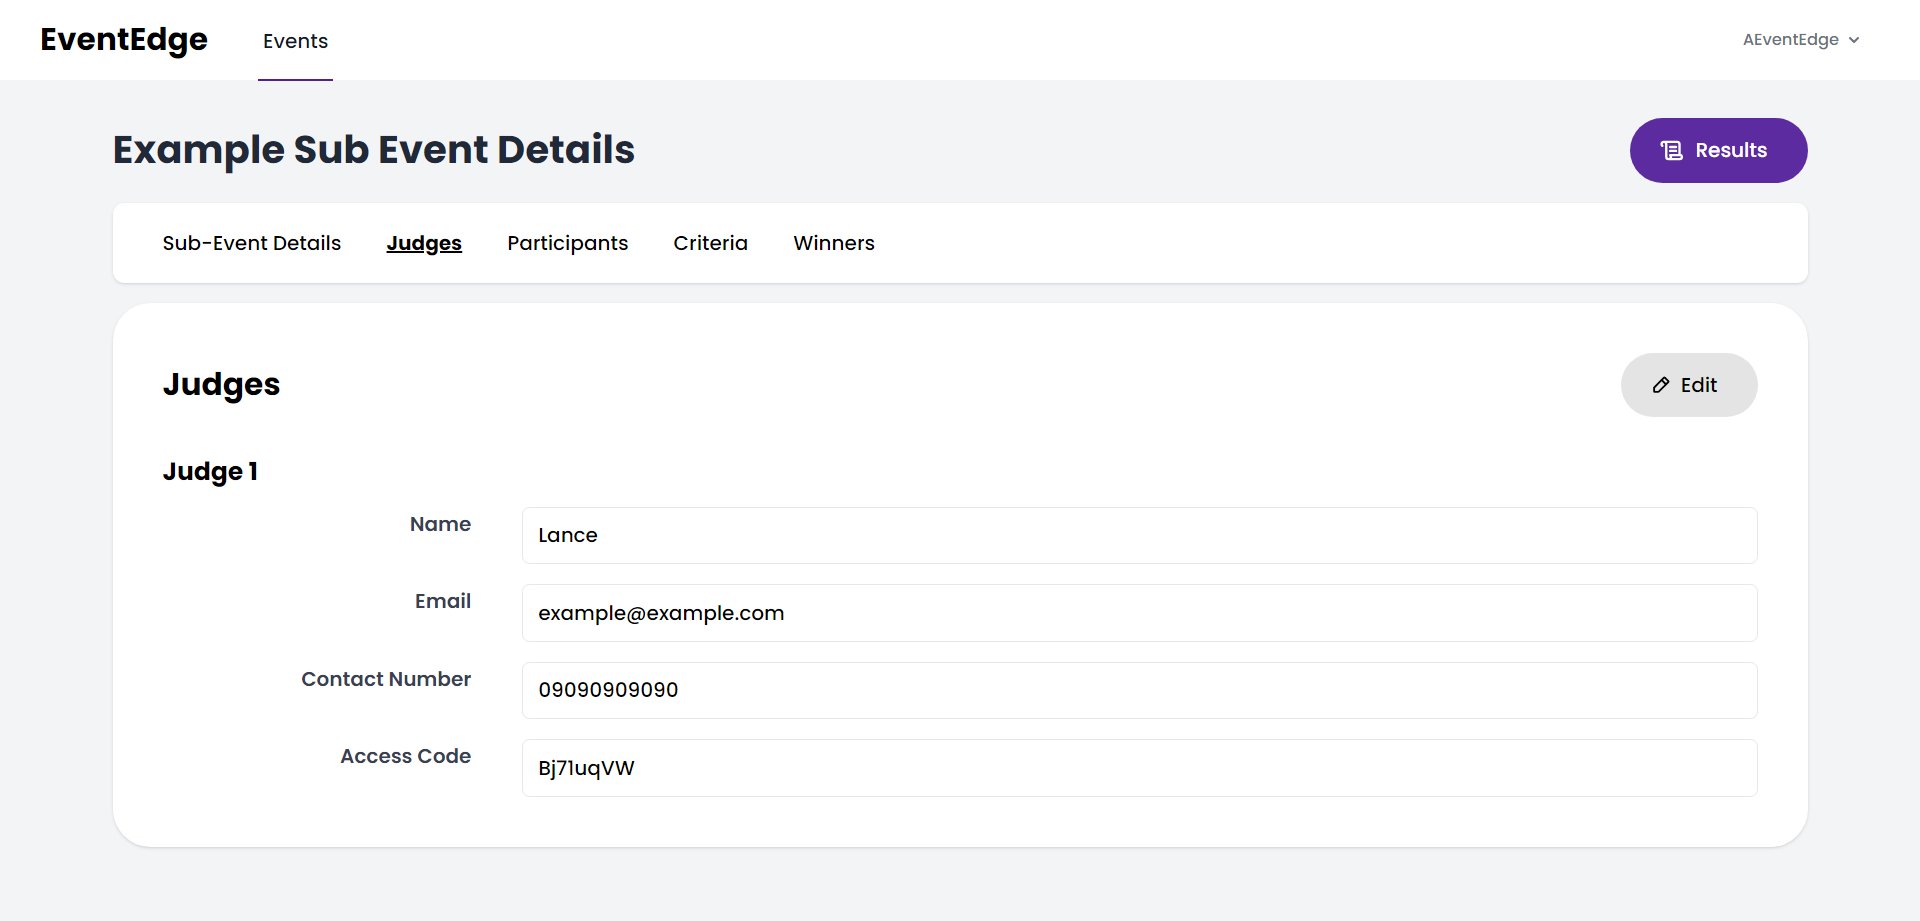 EventEdge Events AEventEdge
Example Sub Event Details Results
Sub-Event Details Judges Participants Criteria Winners
Judges Edit
Judge 1
Name Lance
Email example@example.com
Contact Number 09090909090
Access Code Bj71uqVW